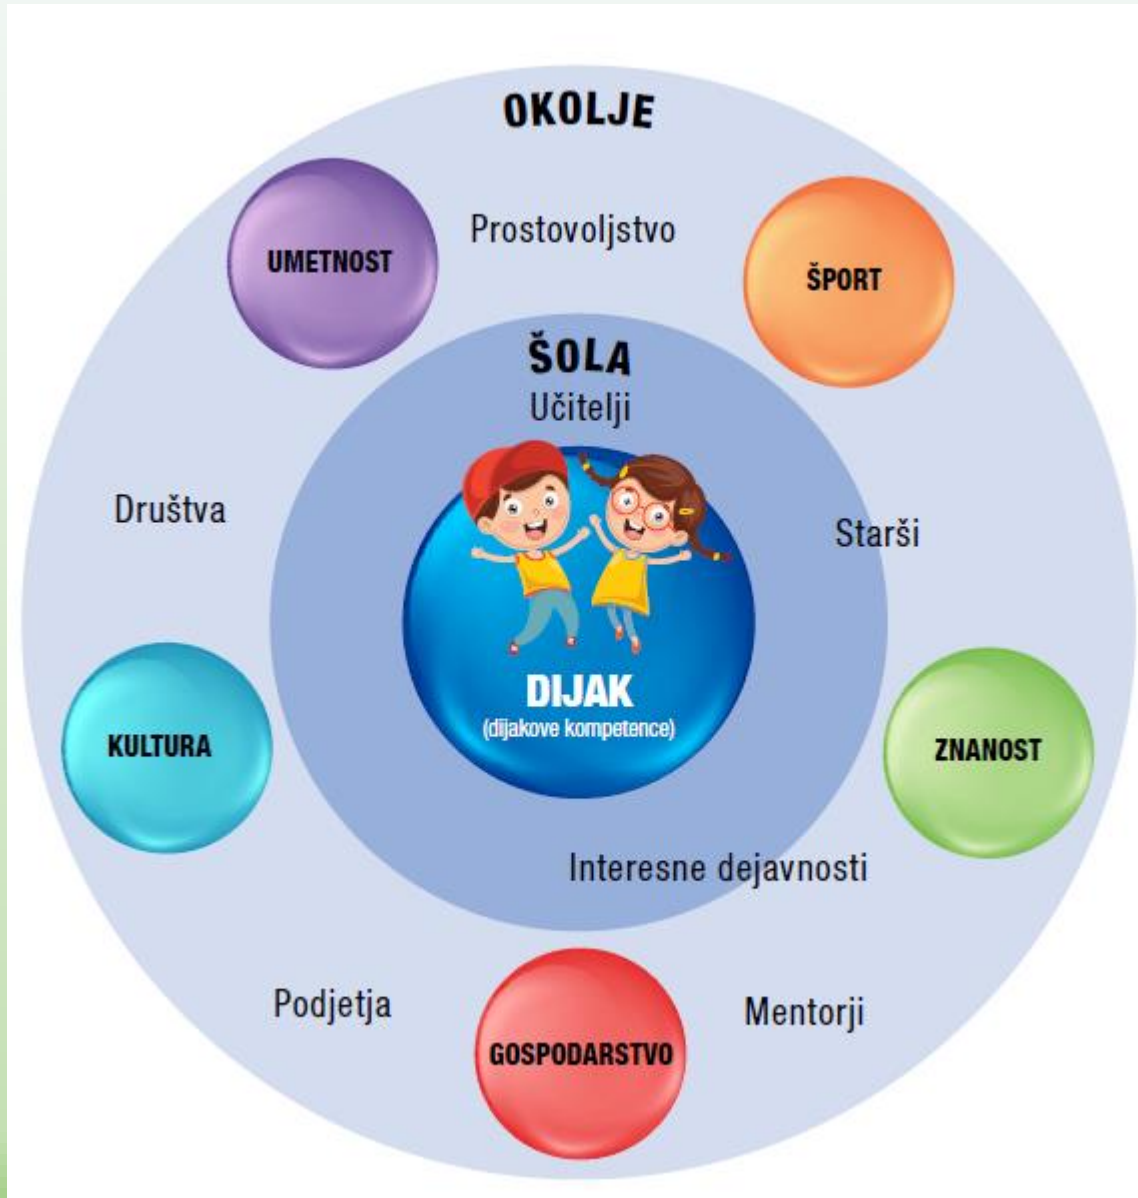 OKOLJE
Prostovoljstvo
UMETNOST
ŠPORT
ŠOLA
Učitelji
Društva
Starši
DIJAK
(dijakove kompetence)
KULTURA
ZNANOST
Interesne dejavnosti
Podjetja
Mentorji
GOSPODARSTVO